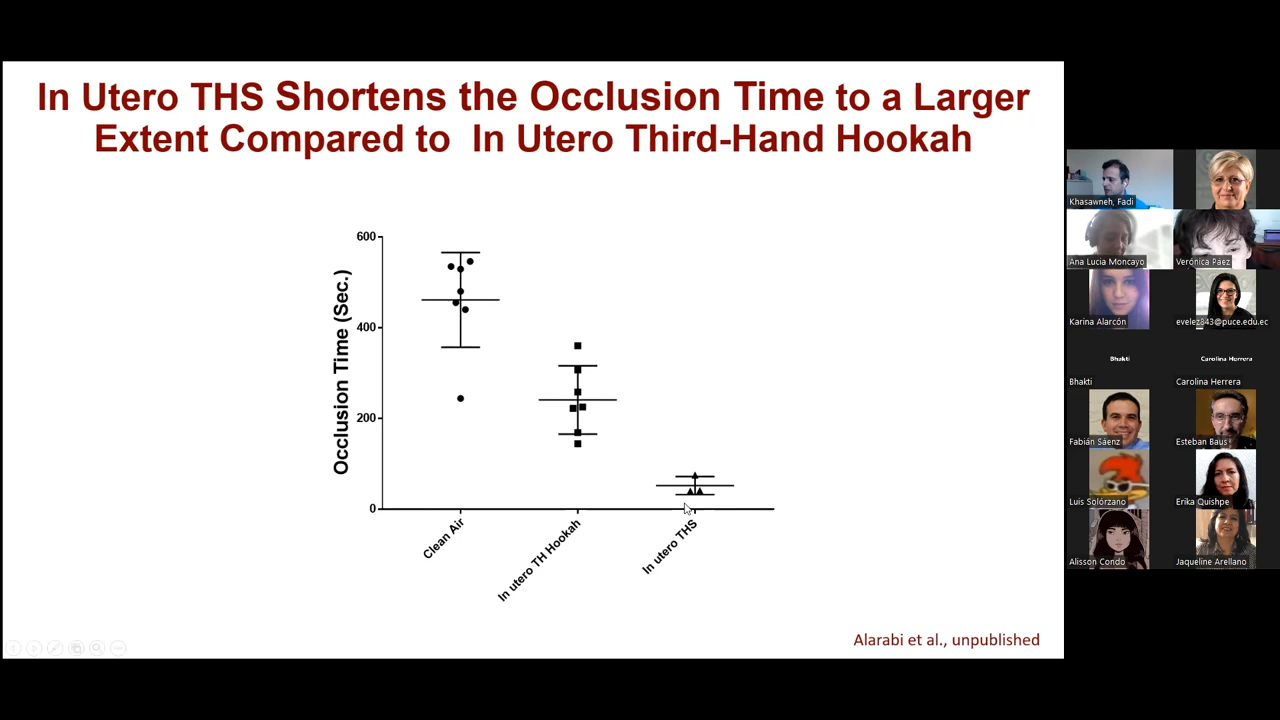 In Utero THS Shortens the Occlusion Time to a Larger
Extent Compared to In Utero Third-Hand Hookah
Occlusion Time (Sec.)
600
400
200
0
Clean Air
In utero TH Hookah
In utero THS
Alarabi et al., unpublished
Khasawneh, Fadi
Ana Lucia Moncayo
Verónica Páez
Karina Alarcón
evelez843@puce.edu.ec
Bhakti
Carolina Herrera
Bhakti
Carolina Herrera
Fabián Sáenz
Esteban Baus
Luis Solórzano
Erika Quishpe
Alisson Condo
Jaqueline Arellano